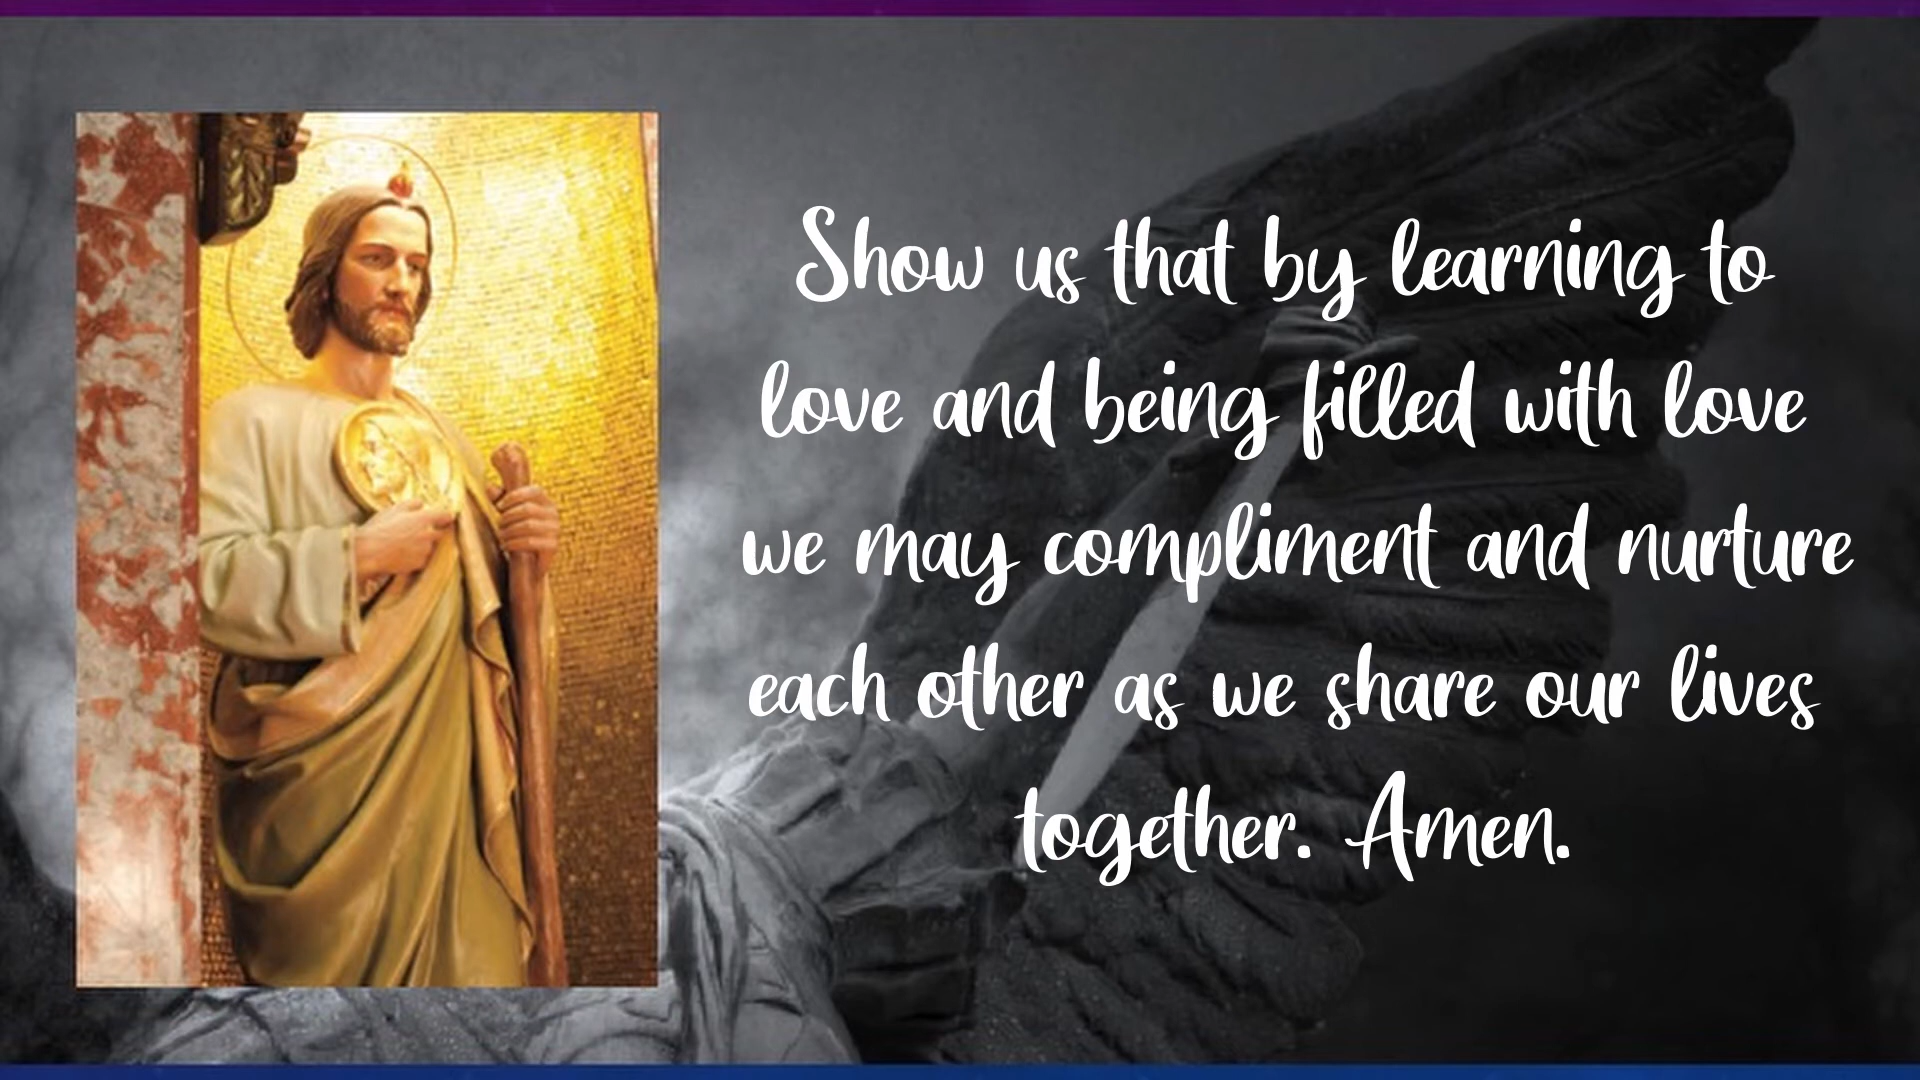 Show us that by learning to
love and being filled with love
we may compliment and nurture
each other as we share our lives
together. Amen.